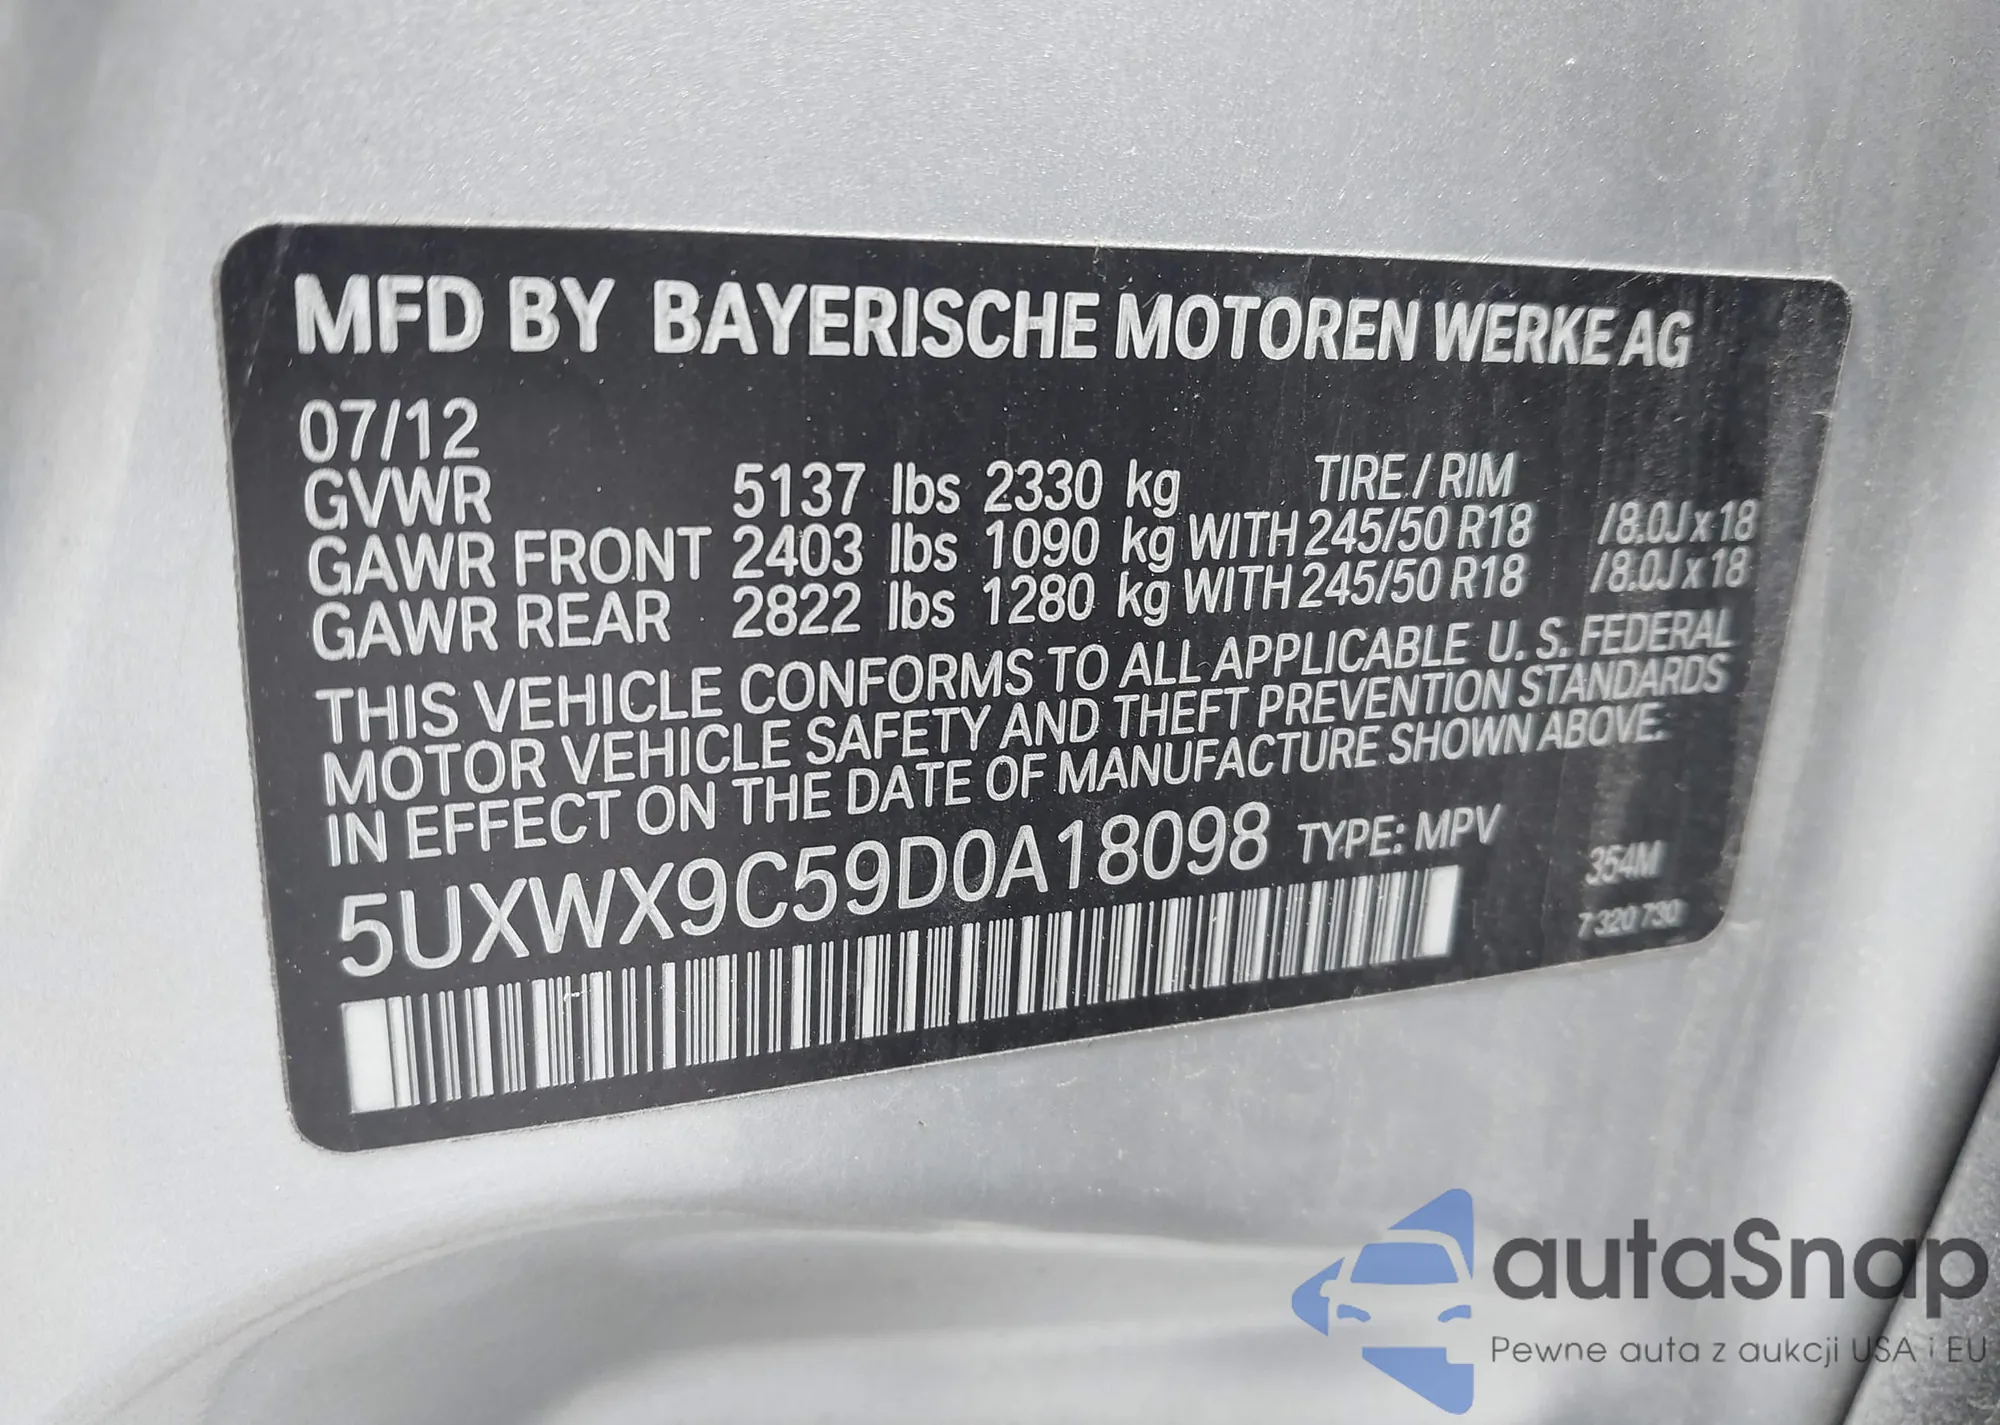 MFD BY BAYERISCHE MOTOREN WERKE AG
07/12
GVWR 5137 lbs 2330 kg TIRE / RIM
GAWR FRONT 2403 lbs 1090 kg WITH 245/50 R18 /8.0J x 18
GAWR REAR 2822 lbs 1280 kg WITH 245/50 R18 /8.0J x 18
THIS VEHICLE CONFORMS TO ALL APPLICABLE U. S. FEDERAL
MOTOR VEHICLE SAFETY AND THEFT PREVENTION STANDARDS
IN EFFECT ON THE DATE OF MANUFACTURE SHOWN ABOVE.
5UXWX9C59D0A18098 TYPE: MPV
354M
7 320 730
autaSnap
Pewne auta z aukcji USA i EU